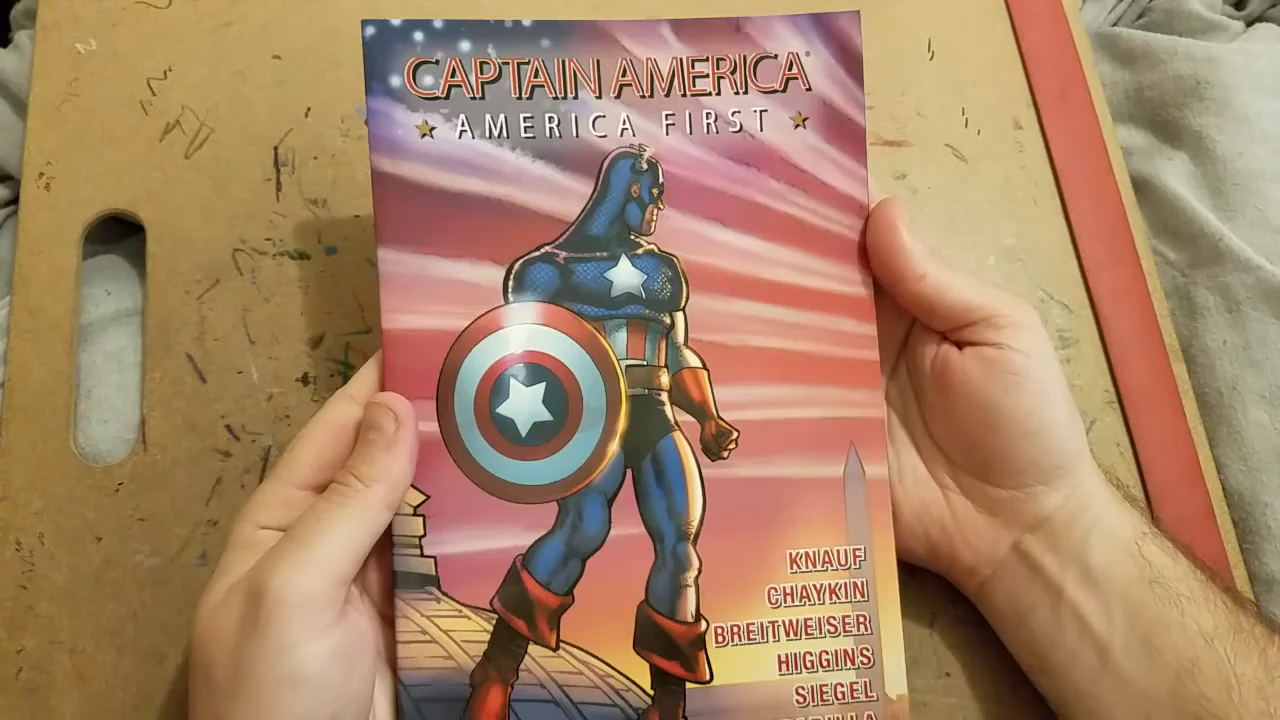 CAPTAIN AMERICA®
AMERICA FIRST
KNAUF
CHAYKIN
BREITWEISER
HIGGINS
SIEGEL